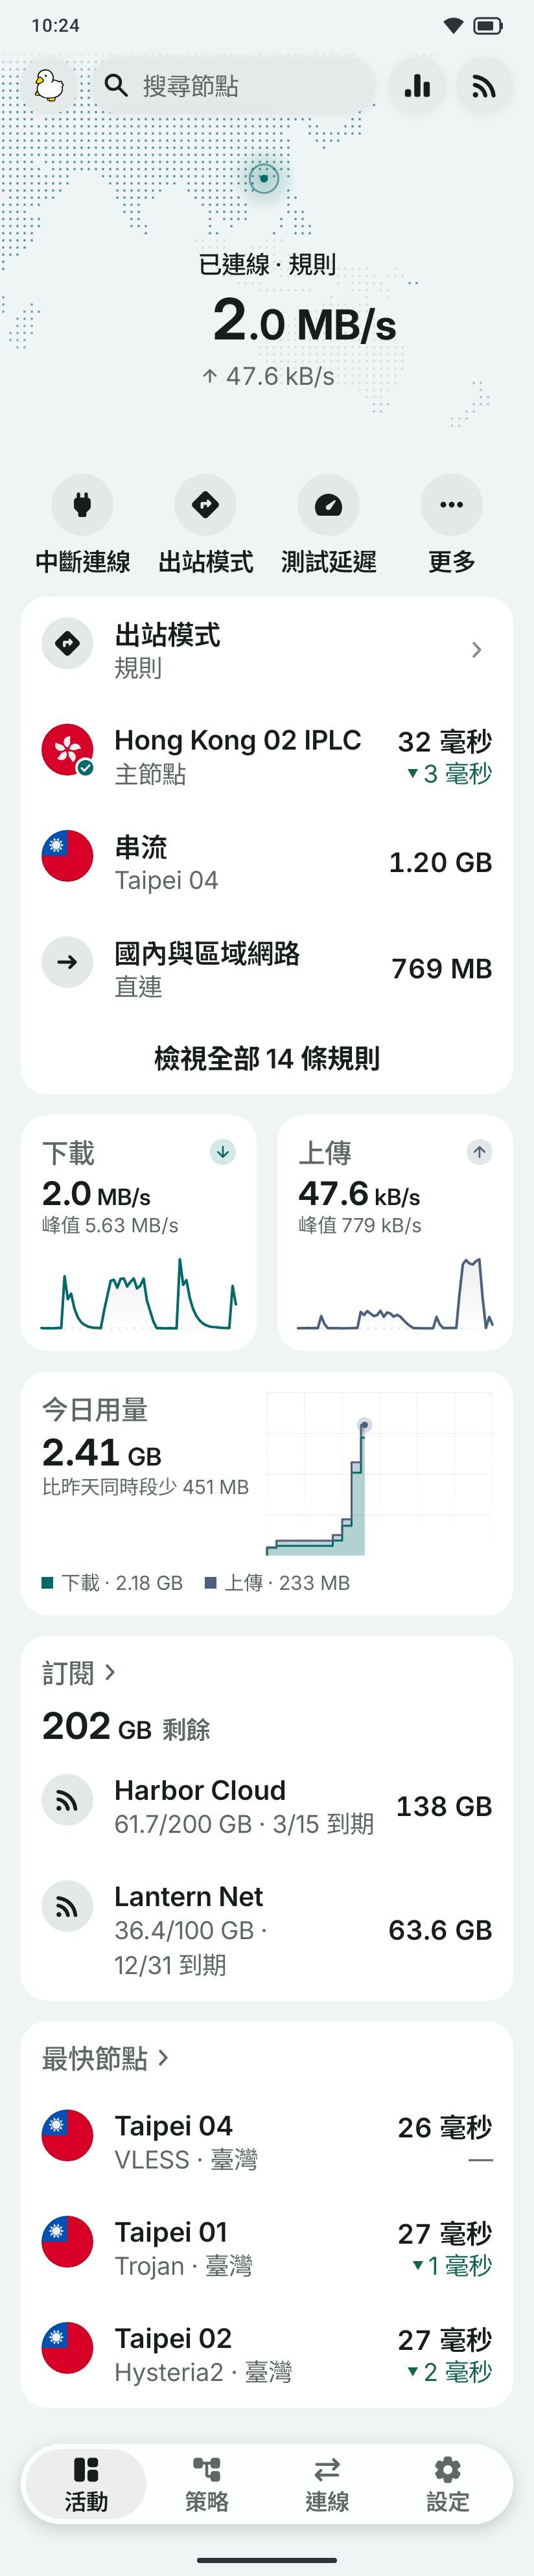 10:24
搜尋節點
已連線 · 規則
2.0 MB/s
↑ 47.6 kB/s
中斷連線
出站模式
測試延遲
更多
出站模式
規則
Hong Kong 02 IPLC
32 毫秒
主節點
▼3 毫秒
串流
1.20 GB
Taipei 04
國內與區域網路
769 MB
直連
檢視全部 14 條規則
下載
2.0 MB/s
峰值 5.63 MB/s
上傳
47.6 kB/s
峰值 779 kB/s
今日用量
2.41 GB
比昨天同時段少 451 MB
下載 · 2.18 GB
上傳 · 233 MB
訂閱
202 GB 剩餘
Harbor Cloud
61.7/200 GB · 3/15 到期
138 GB
Lantern Net
36.4/100 GB ·
12/31 到期
63.6 GB
最快節點
Taipei 04
26 毫秒
VLESS · 臺灣
—
Taipei 01
27 毫秒
Trojan · 臺灣
▼1 毫秒
Taipei 02
27 毫秒
Hysteria2 · 臺灣
▼2 毫秒
活動
策略
連線
設定